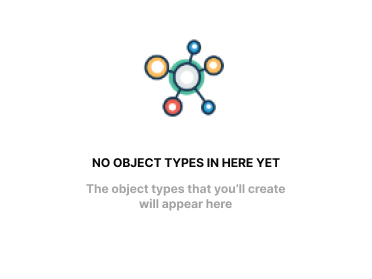 NO OBJECT TYPES IN HERE YET
The object types that you'll create
will appear here